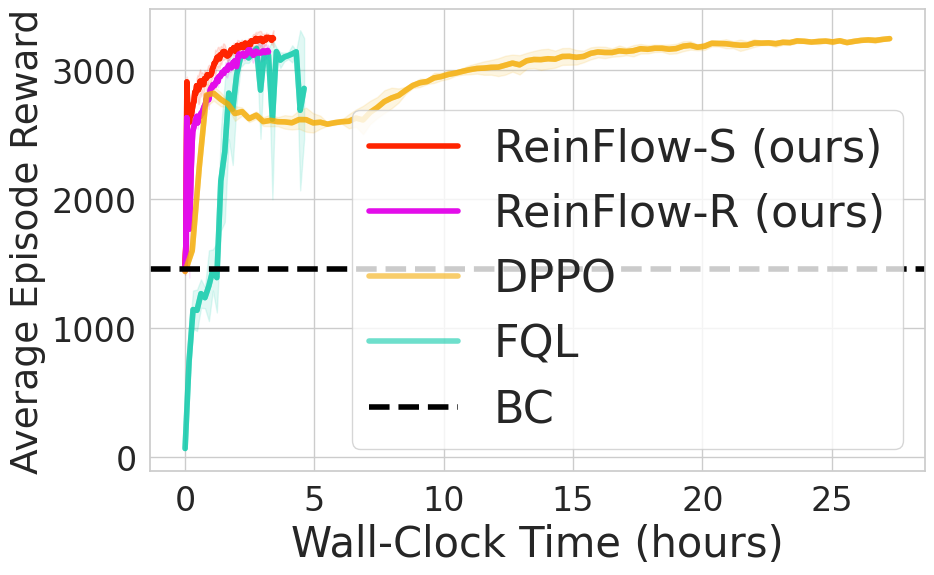 Average Episode Reward
3000
2000
1000
0
ReinFlow-S (ours)
ReinFlow-R (ours)
DPPO
FQL
BC
0 5 10 15 20 25
Wall-Clock Time (hours)